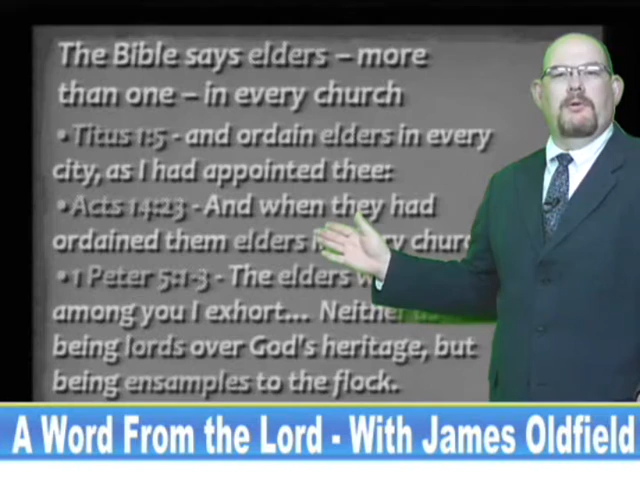 The Bible says elders – more
than one – in every church
• Titus 1:5 - and ordain elders in every
city, as I had appointed thee:
• Acts 14:23 - And when they had
ordained them elders
• 1 Peter 5:1-3 - The elders
among you I exhort... Neither as
being lords over God's heritage, but
being ensamples to the flock.
A Word From the Lord - With James Oldfield